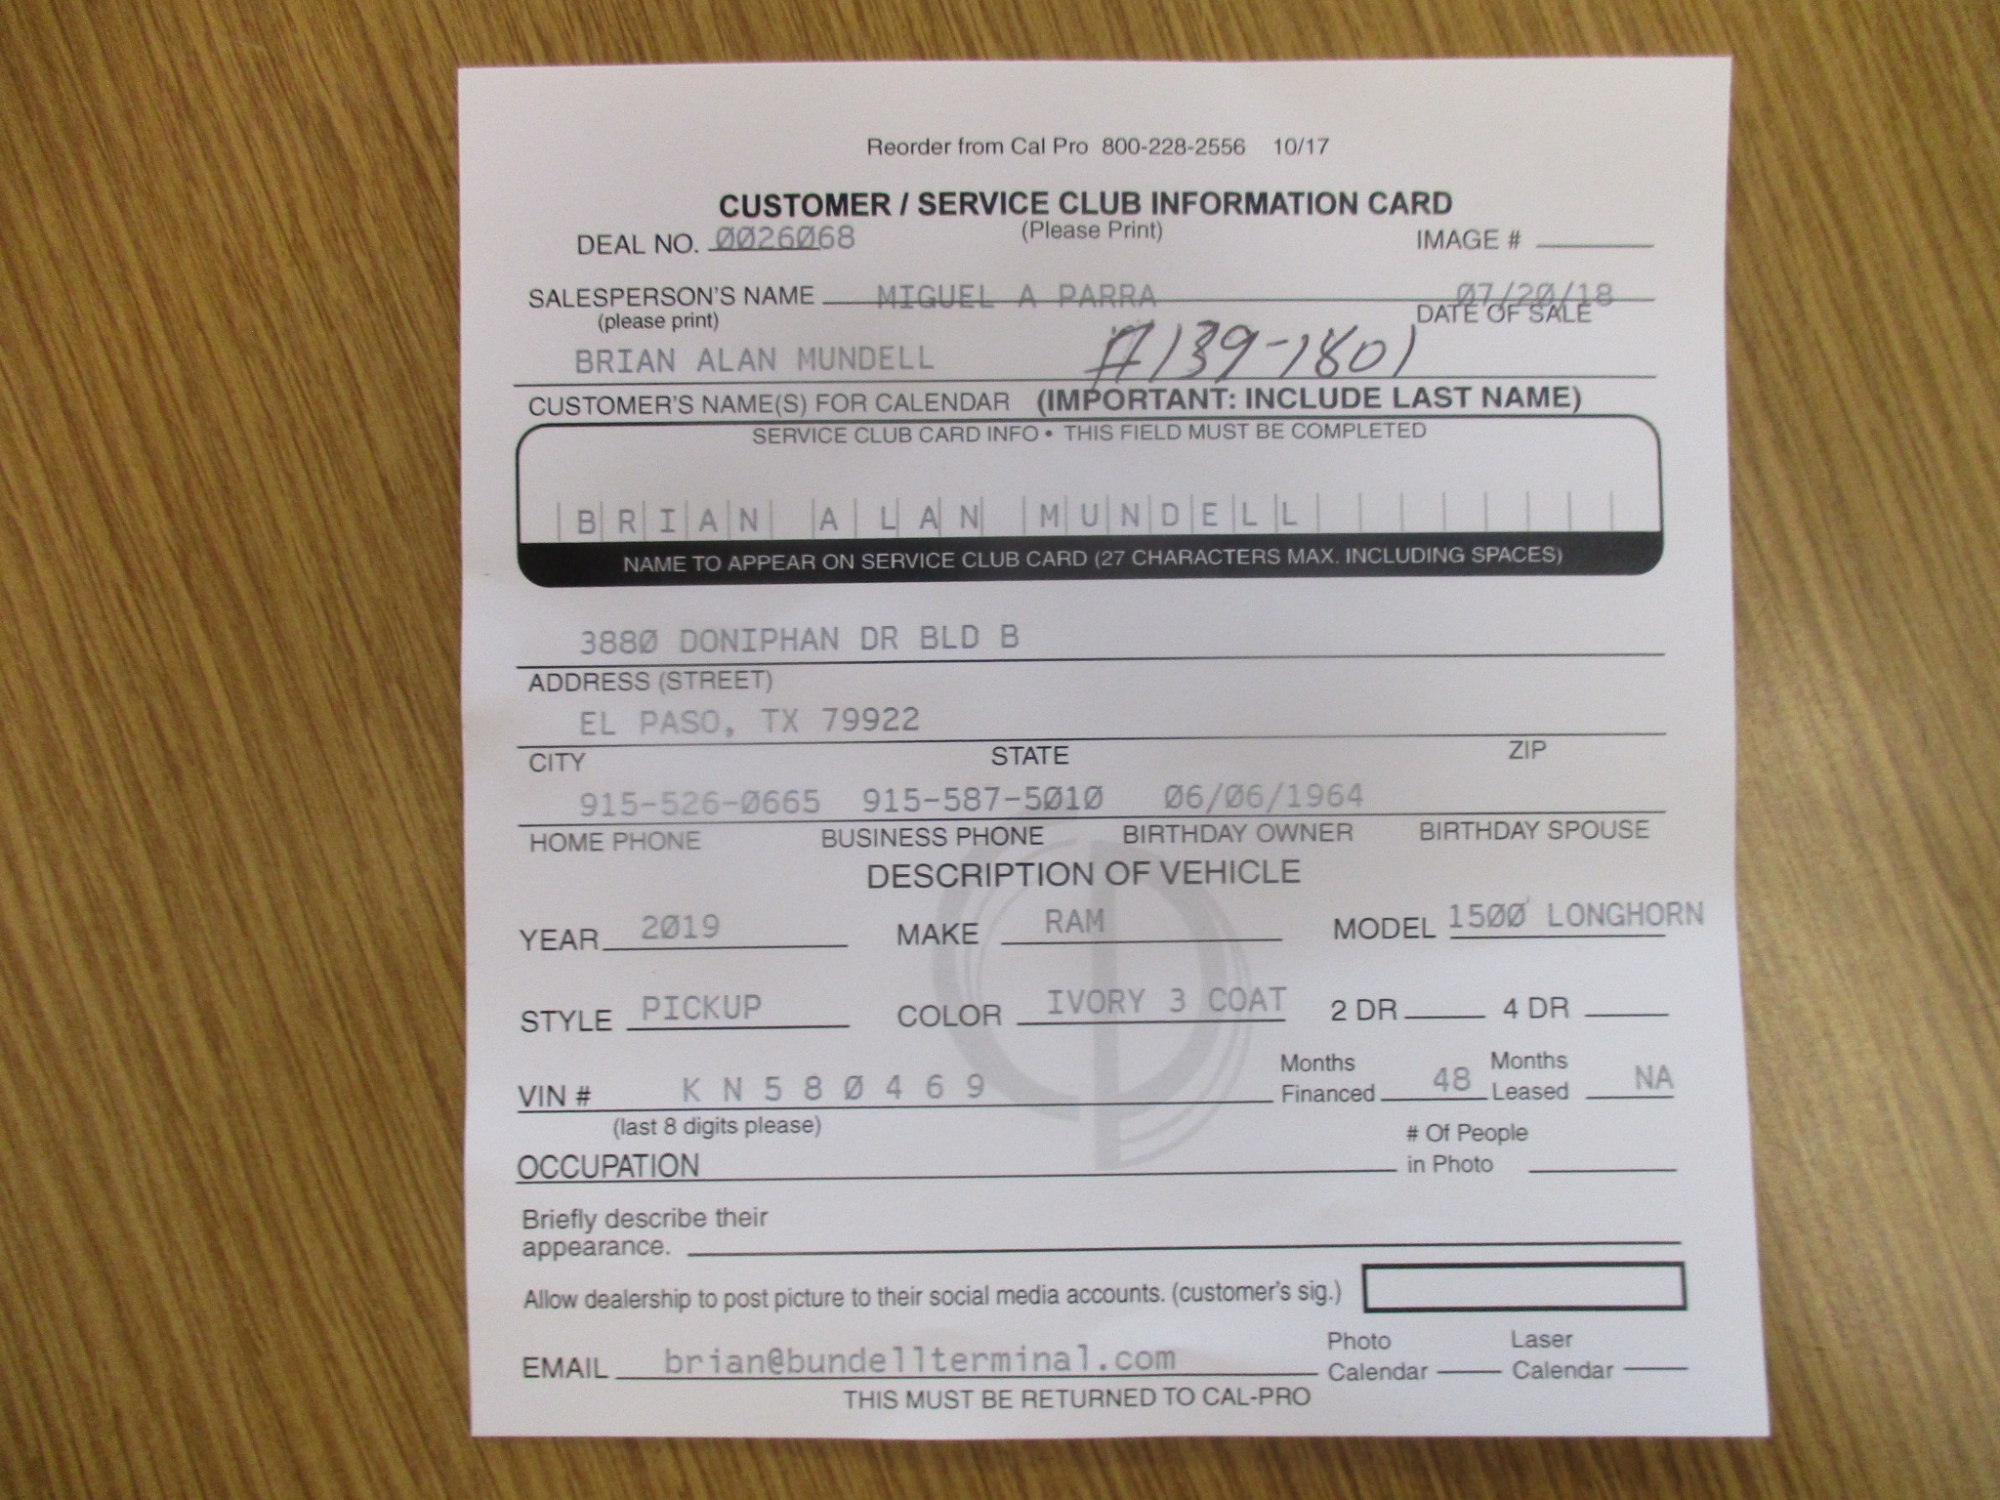 Reorder from Cal Pro 800-228-2556 10/17
CUSTOMER / SERVICE CLUB INFORMATION CARD
DEAL NO. 0026068 (Please Print) IMAGE #
SALESPERSON'S NAME MIGUEL A PARRA 07/20/18
(please print) DATE OF SALE
BRIAN ALAN MUNDELL #139-1801
CUSTOMER'S NAME(S) FOR CALENDAR (IMPORTANT: INCLUDE LAST NAME)
SERVICE CLUB CARD INFO • THIS FIELD MUST BE COMPLETED
BRIAN ALAN MUNDELL
NAME TO APPEAR ON SERVICE CLUB CARD (27 CHARACTERS MAX. INCLUDING SPACES)
3880 DONIPHAN DR BLD B
ADDRESS (STREET)
EL PASO, TX 79922
CITY STATE ZIP
915-526-0665 915-587-5010 06/06/1964
HOME PHONE BUSINESS PHONE BIRTHDAY OWNER BIRTHDAY SPOUSE
DESCRIPTION OF VEHICLE
YEAR 2019 MAKE RAM MODEL 1500 LONGHORN
STYLE PICKUP COLOR IVORY 3 COAT 2 DR 4 DR
VIN # K N 5 8 0 4 6 9 Months Financed 48 Months Leased NA
(last 8 digits please)
OCCUPATION # Of People in Photo
Briefly describe their
appearance.
Allow dealership to post picture to their social media accounts. (customer's sig.)
EMAIL brian@bundellterminal.com Photo Calendar Laser Calendar
THIS MUST BE RETURNED TO CAL-PRO